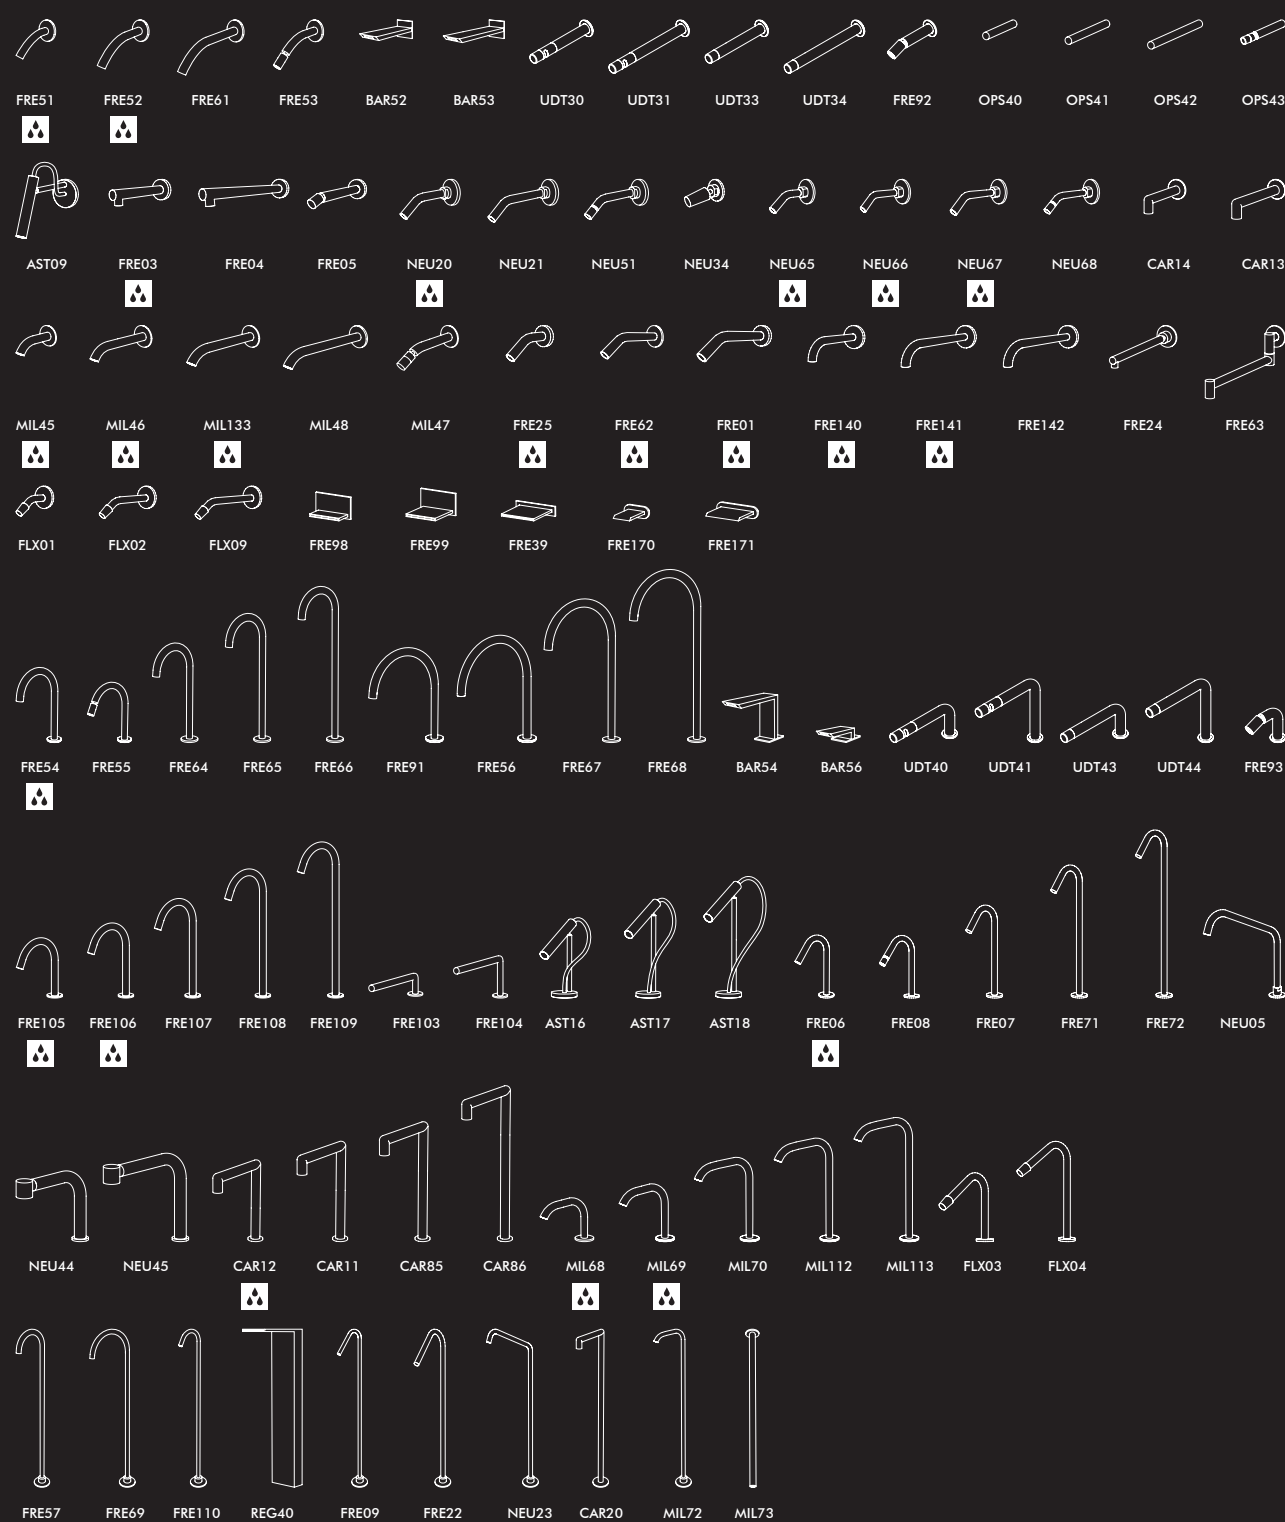 FRE51 FRE52 FRE61 FRE53 BAR52 BAR53 UDT30 UDT31 UDT33 UDT34 FRE92 OPS40 OPS41 OPS42 OPS43
AST09 FRE03 FRE04 FRE05 NEU20 NEU21 NEU51 NEU34 NEU65 NEU66 NEU67 NEU68 CAR14 CAR13
MIL45 MIL46 MIL133 MIL48 MIL47 FRE25 FRE62 FRE01 FRE140 FRE141 FRE142 FRE24 FRE63
FLX01 FLX02 FLX09 FRE98 FRE99 FRE39 FRE170 FRE171
FRE54 FRE55 FRE64 FRE65 FRE66 FRE91 FRE56 FRE67 FRE68 BAR54 BAR56 UDT40 UDT41 UDT43 UDT44 FRE93
FRE105 FRE106 FRE107 FRE108 FRE109 FRE103 FRE104 AST16 AST17 AST18 FRE06 FRE08 FRE07 FRE71 FRE72 NEU05
NEU44 NEU45 CAR12 CAR11 CAR85 CAR86 MIL68 MIL69 MIL70 MIL112 MIL113 FLX03 FLX04
FRE57 FRE69 FRE110 REG40 FRE09 FRE22 NEU23 CAR20 MIL72 MIL73